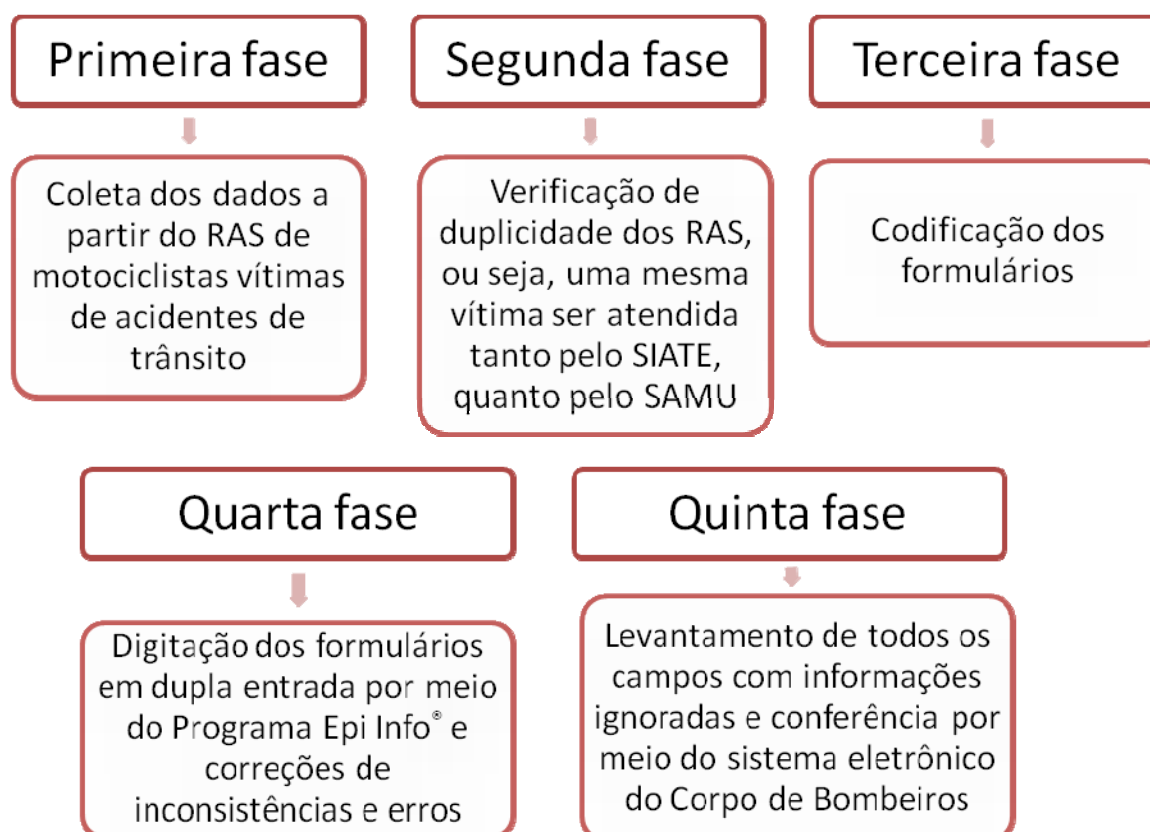 Primeira fase
Coleta dos dados a
partir do RAS de
motociclistas vítimas
de acidentes de
trânsito
Segunda fase
Verificação de
duplicidade dos RAS,
ou seja, uma mesma
vítima ser atendida
tanto pelo SIATE,
quanto pelo SAMU
Terceira fase
Codificação dos
formulários
Quarta fase
Digitação dos formulários
em dupla entrada por meio
do Programa Epi Info® e
correções de
inconsistências e erros
Quinta fase
Levantamento de todos os
campos com informações
ignoradas e conferência por
meio do sistema eletrônico
do Corpo de Bombeiros